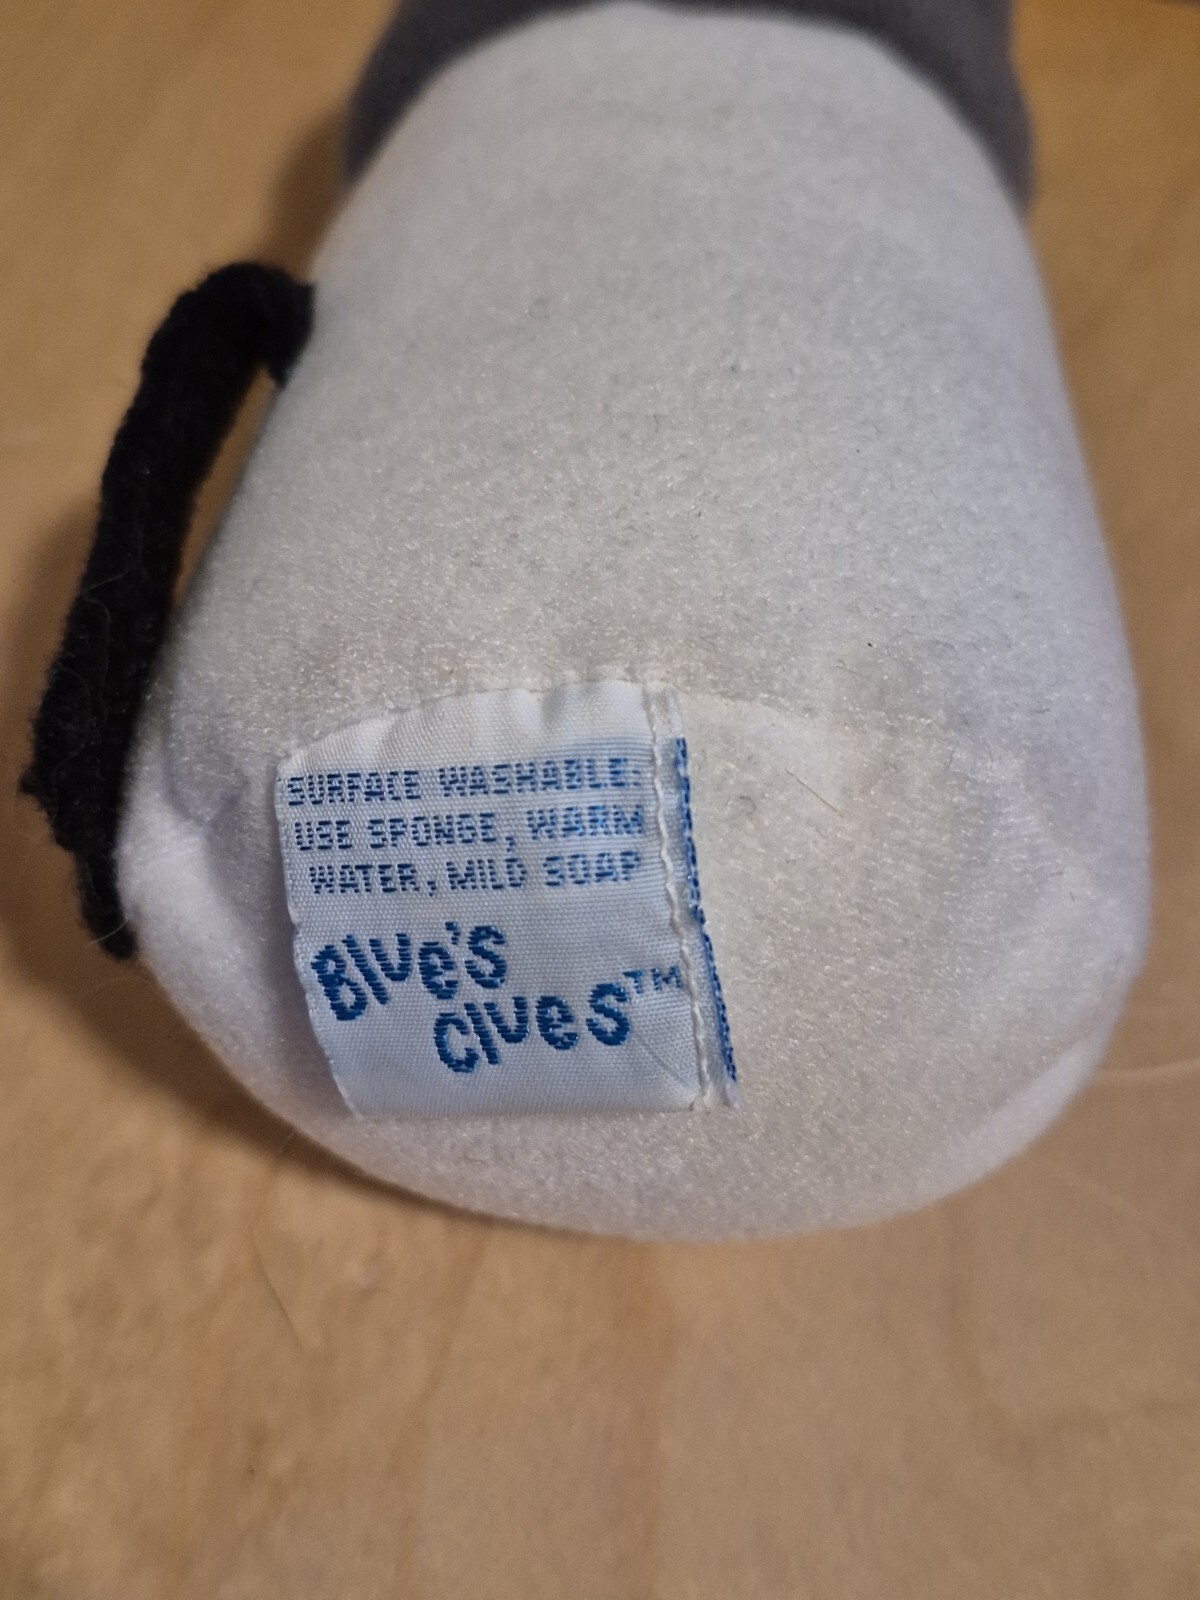 SURFACE WASHABLE.
USE SPONGE, WARM
WATER, MILD SOAP
Blue's
Clues™